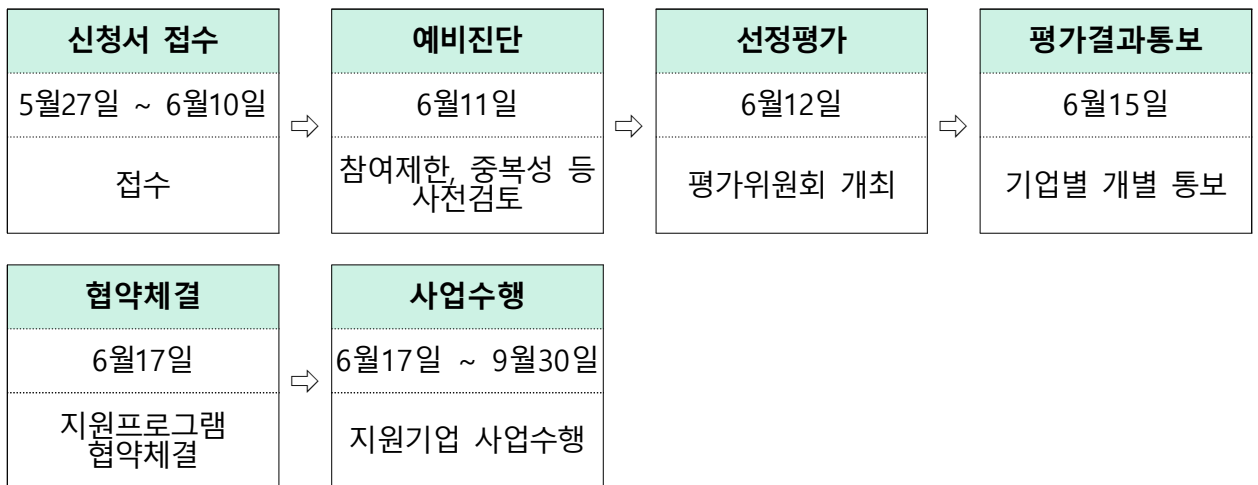 신청서 접수
5월27일 ~ 6월10일
접수
⇨
예비진단
6월11일
참여제한, 중복성 등
사전검토
⇨
선정평가
6월12일
평가위원회 개최
⇨
평가결과통보
6월15일
기업별 개별 통보
협약체결
6월17일
지원프로그램
협약체결
⇨
사업수행
6월17일 ~ 9월30일
지원기업 사업수행